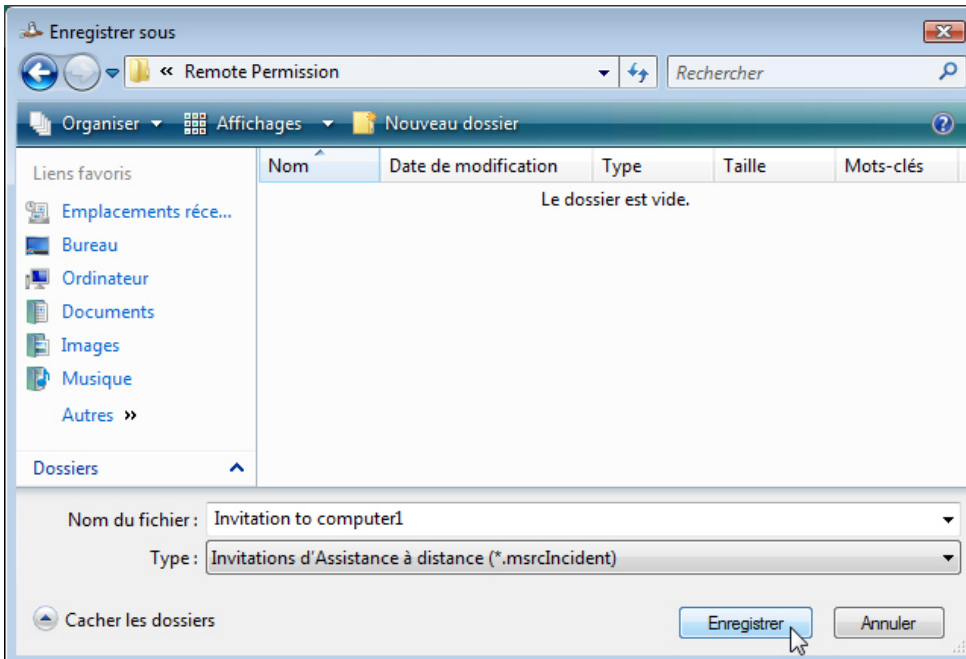 Enregistrer sous
« Remote Permission
Rechercher
Organiser
Affichages
Nouveau dossier
Liens favoris
Emplacements réce...
Bureau
Ordinateur
Documents
Images
Musique
Autres »
Dossiers
Nom Date de modification Type Taille Mots-clés
Le dossier est vide.
Nom du fichier : Invitation to computer1
Type : Invitations d'Assistance à distance (*.msrcIncident)
Cacher les dossiers
Enregistrer
Annuler